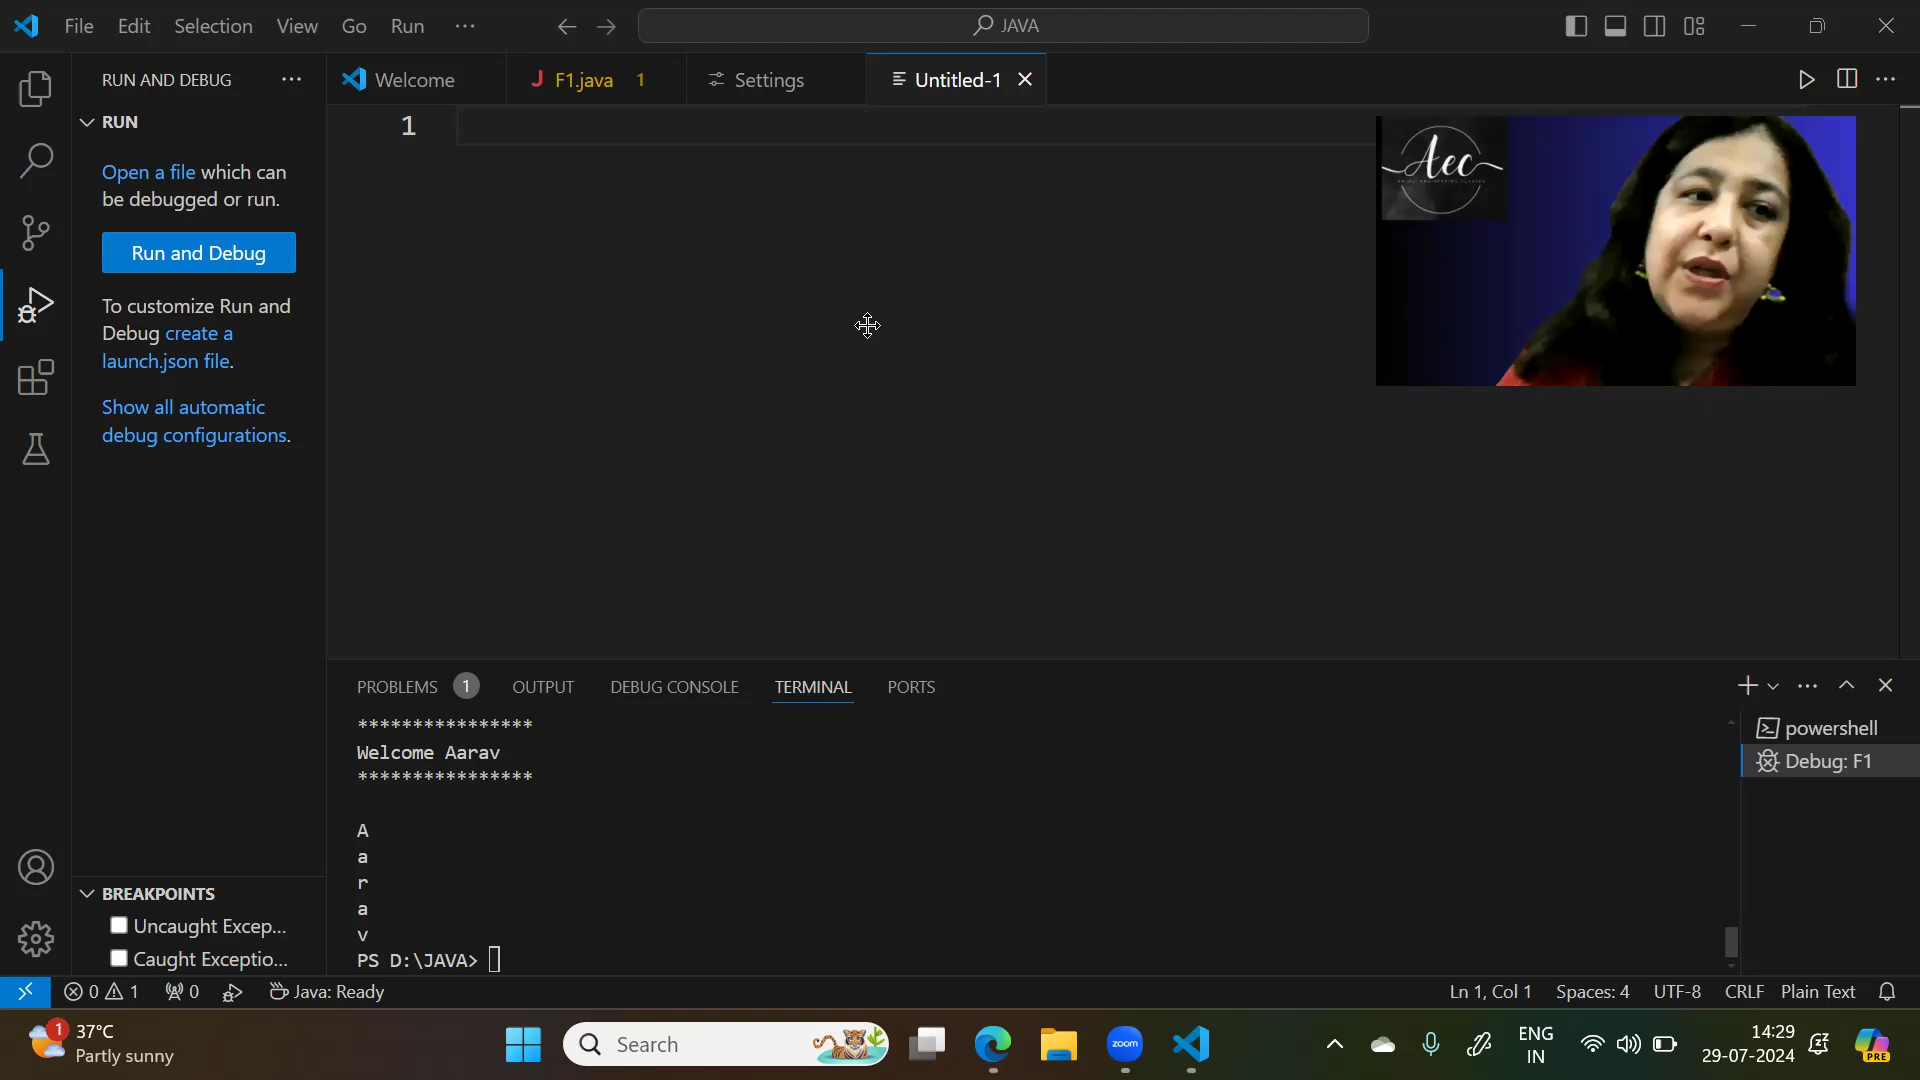 File Edit Selection View Go Run ...
JAVA
RUN AND DEBUG ...
Welcome
F1.java 1
Settings
Untitled-1
RUN
Open a file which can
be debugged or run.
Run and Debug
To customize Run and
Debug create a
launch.json file.
Show all automatic
debug configurations.
1
Aec
PROBLEMS 1 OUTPUT DEBUG CONSOLE TERMINAL PORTS
****************
Welcome Aarav
****************
A
a
r
a
v
PS D:\JAVA>
powershell
Debug: F1
BREAKPOINTS
Uncaught Excep...
Caught Exceptio...
0 1 0 Java: Ready
Ln 1, Col 1 Spaces: 4 UTF-8 CRLF Plain Text
1
37°C
Partly sunny
Search
zoom
ENG
IN
14:29
29-07-2024
PRE